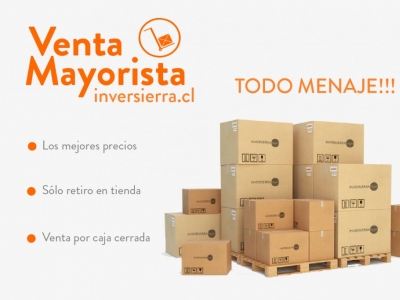 Venta
Mayorista
inversierra.cl
TODO MENAJE!!!
Los mejores precios
Sólo retiro en tienda
Venta por caja cerrada